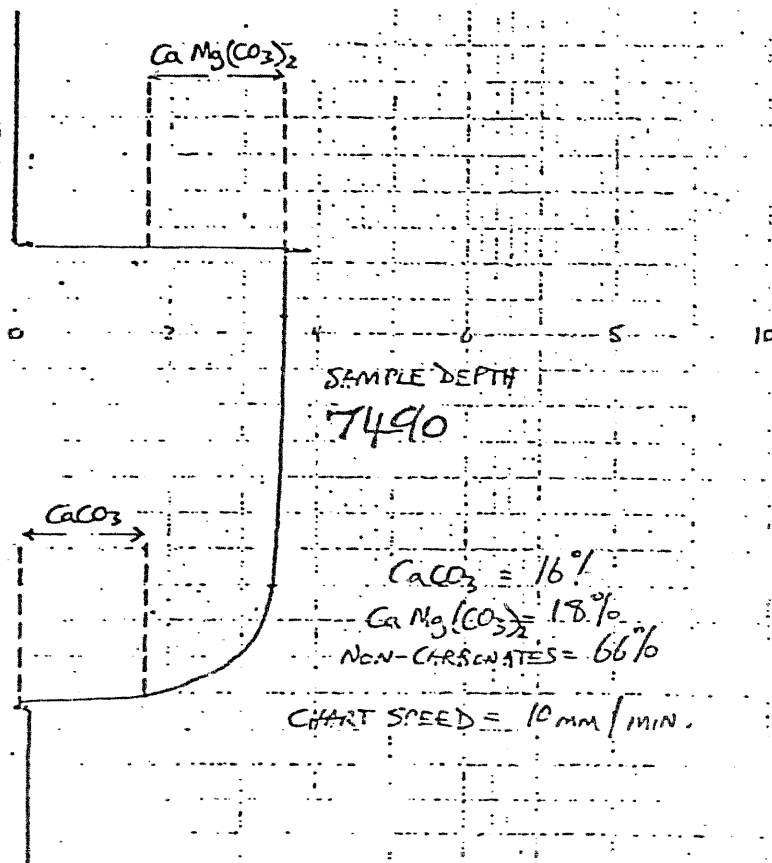 Ca Mg(CO3)2
0 2 4 6 5 10
SAMPLE DEPTH
7490
CaCO3
CaCO3 = 16%
Ca Mg(CO3)2 = 18%
NON-CARBONATES = 66%
CHART SPEED = 10 mm / MIN.